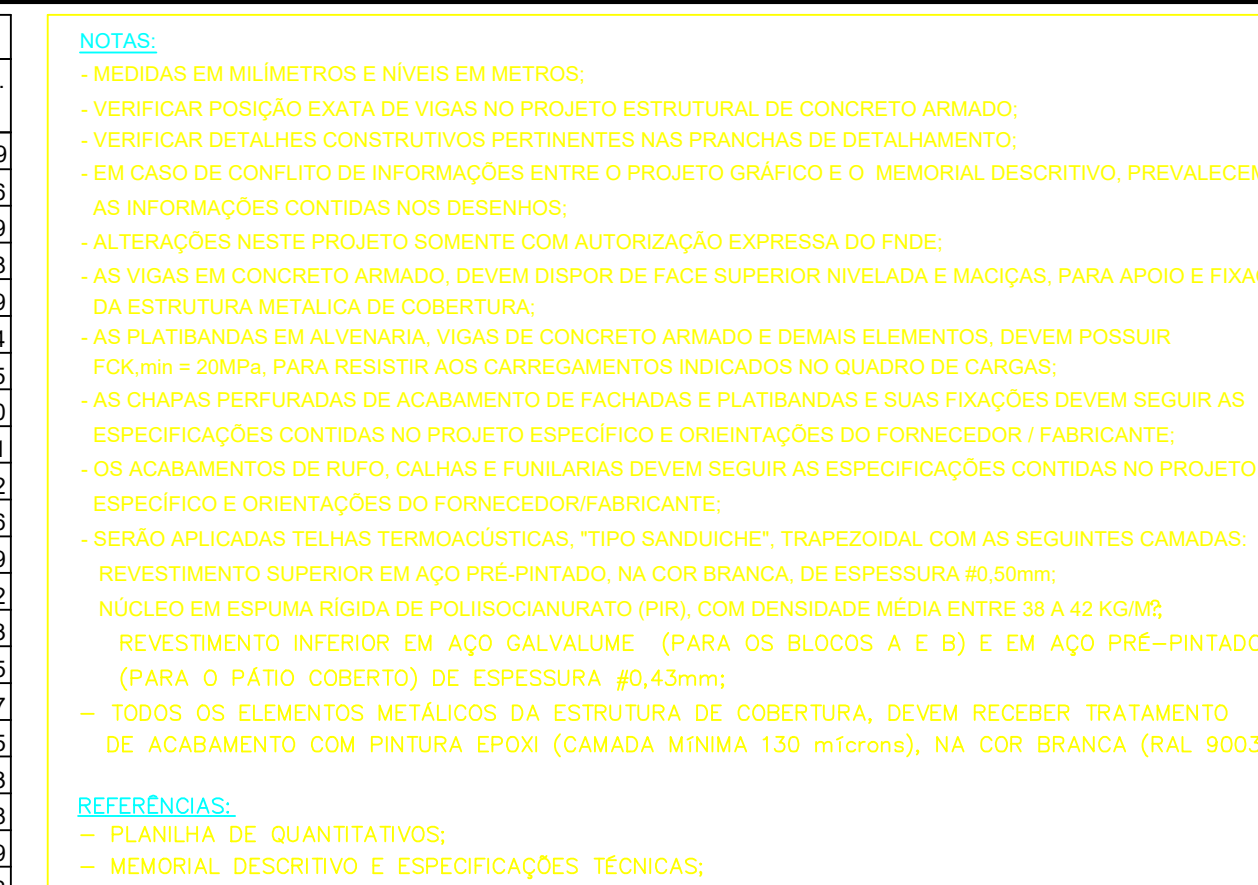 NOTAS:
- MEDIDAS EM MILÍMETROS E NÍVEIS EM METROS;
- VERIFICAR POSIÇÃO EXATA DE VIGAS NO PROJETO ESTRUTURAL DE CONCRETO ARMADO;
- VERIFICAR DETALHES CONSTRUTIVOS PERTINENTES NAS PRANCHAS DE DETALHAMENTO;
- EM CASO DE CONFLITO DE INFORMAÇÕES ENTRE O PROJETO GRÁFICO E O MEMORIAL DESCRITIVO, PREVALECEM
AS INFORMAÇÕES CONTIDAS NOS DESENHOS;
- ALTERAÇÕES NESTE PROJETO SOMENTE COM AUTORIZAÇÃO EXPRESSA DO FNDE;
- AS VIGAS EM CONCRETO ARMADO, DEVEM DISPOR DE FACE SUPERIOR NIVELADA E MACIÇAS, PARA APOIO E
DA ESTRUTURA METALICA DE COBERTURA;
- AS PLATIBANDAS EM ALVENARIA, VIGAS DE CONCRETO ARMADO E DEMAIS ELEMENTOS, DEVEM POSSUIR
FCK,min = 20MPa, PARA RESISTIR AOS CARREGAMENTOS INDICADOS NO QUADRO DE CARGAS;
- AS CHAPAS PERFURADAS DE ACABAMENTO DE FACHADAS E PLATIBANDAS E SUAS FIXAÇÕES DEVEM SEGUIR AS
ESPECIFICAÇÕES CONTIDAS NO PROJETO ESPECÍFICO E ORIEINTAÇÕES DO FORNECEDOR / FABRICANTE;
- OS ACABAMENTOS DE RUFO, CALHAS E FUNILARIAS DEVEM SEGUIR AS ESPECIFICAÇÕES CONTIDAS NO PROJETO
ESPECÍFICO E ORIENTAÇÕES DO FORNECEDOR/FABRICANTE;
- SERÃO APLICADAS TELHAS TERMOACÚSTICAS, "TIPO SANDUICHE", TRAPEZOIDAL COM AS SEGUINTES CAMADAS:
REVESTIMENTO SUPERIOR EM AÇO PRÉ-PINTADO, NA COR BRANCA, DE ESPESSURA #0,50mm;
NÚCLEO EM ESPUMA RÍGIDA DE POLIISOCIANURATO (PIR), COM DENSIDADE MÉDIA ENTRE 38 A 42 KG/M?;
REVESTIMENTO INFERIOR EM AÇO GALVALUME (PARA OS BLOCOS A E B) E EM AÇO PRÉ-PINTADO
(PARA O PÁTIO COBERTO) DE ESPESSURA #0,43mm;
- TODOS OS ELEMENTOS METÁLICOS DA ESTRUTURA DE COBERTURA, DEVEM RECEBER TRATAMENTO
DE ACABAMENTO COM PINTURA EPOXI (CAMADA MíNIMA 130 mícrons), NA COR BRANCA (RAL 9003
REFERÊNCIAS:
- PLANILHA DE QUANTITATIVOS;
- MEMORIAL DESCRITIVO E ESPECIFICAÇÕES TÉCNICAS;